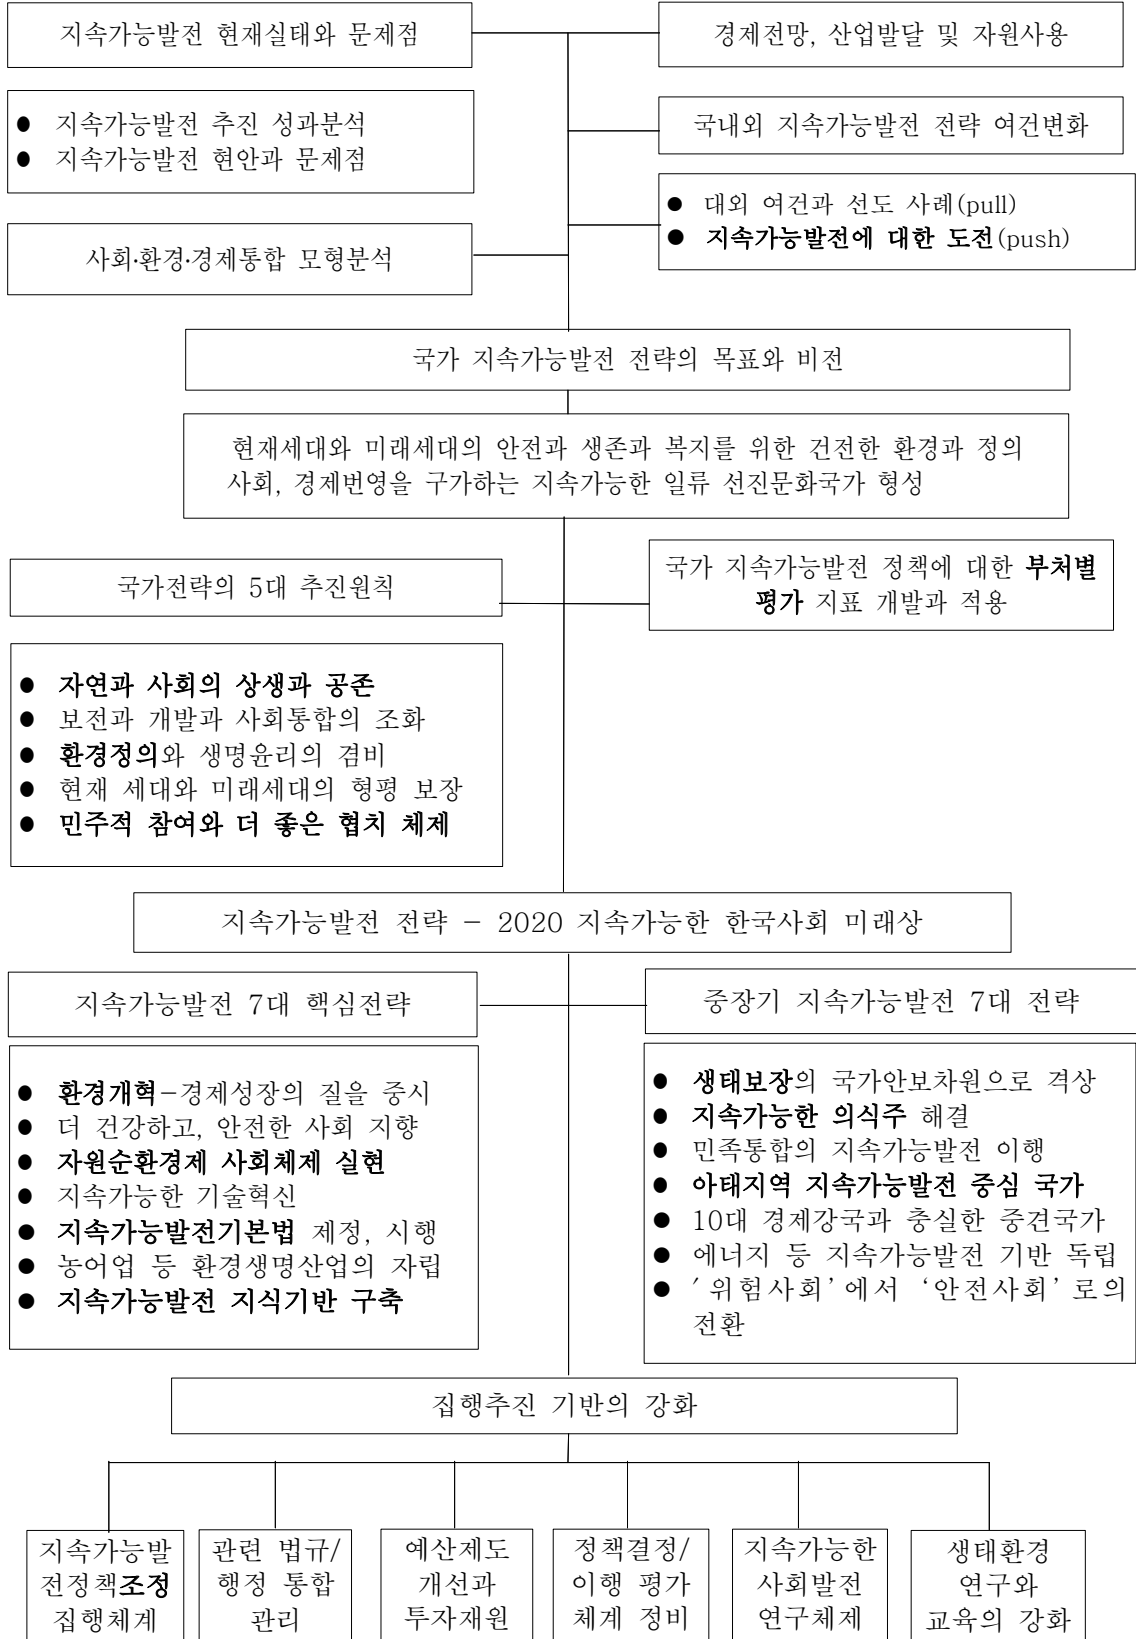 지속가능발전 현재실태와 문제점
경제전망, 산업발달 및 자원사용
● 지속가능발전 추진 성과분석
● 지속가능발전 현안과 문제점
국내외 지속가능발전 전략 여건변화
● 대외 여건과 선도 사례(pull)
● 지속가능발전에 대한 도전(push)
사회·환경·경제통합 모형분석
국가 지속가능발전 전략의 목표와 비전
현재세대와 미래세대의 안전과 생존과 복지를 위한 건전한 환경과 정의
사회, 경제번영을 구가하는 지속가능한 일류 선진문화국가 형성
국가전략의 5대 추진원칙
국가 지속가능발전 정책에 대한 부처별
평가 지표 개발과 적용
● 자연과 사회의 상생과 공존
● 보전과 개발과 사회통합의 조화
● 환경정의와 생명윤리의 겸비
● 현재 세대와 미래세대의 형평 보장
● 민주적 참여와 더 좋은 협치 체제
지속가능발전 전략 - 2020 지속가능한 한국사회 미래상
지속가능발전 7대 핵심전략
● 환경개혁-경제성장의 질을 중시
● 더 건강하고, 안전한 사회 지향
● 자원순환경제 사회체제 실현
● 지속가능한 기술혁신
● 지속가능발전기본법 제정, 시행
● 농어업 등 환경생명산업의 자립
● 지속가능발전 지식기반 구축
중장기 지속가능발전 7대 전략
● 생태보장의 국가안보차원으로 격상
● 지속가능한 의식주 해결
● 민족통합의 지속가능발전 이행
● 아태지역 지속가능발전 중심 국가
● 10대 경제강국과 충실한 중견국가
● 에너지 등 지속가능발전 기반 독립
● ′위험사회’에서 ‘안전사회’로의
전환
집행추진 기반의 강화
지속가능발
전정책조정
집행체계
관련 법규/
행정 통합
관리
예산제도
개선과
투자재원
정책결정/
이행 평가
체계 정비
지속가능한
사회발전
연구체제
생태환경
연구와
교육의 강화